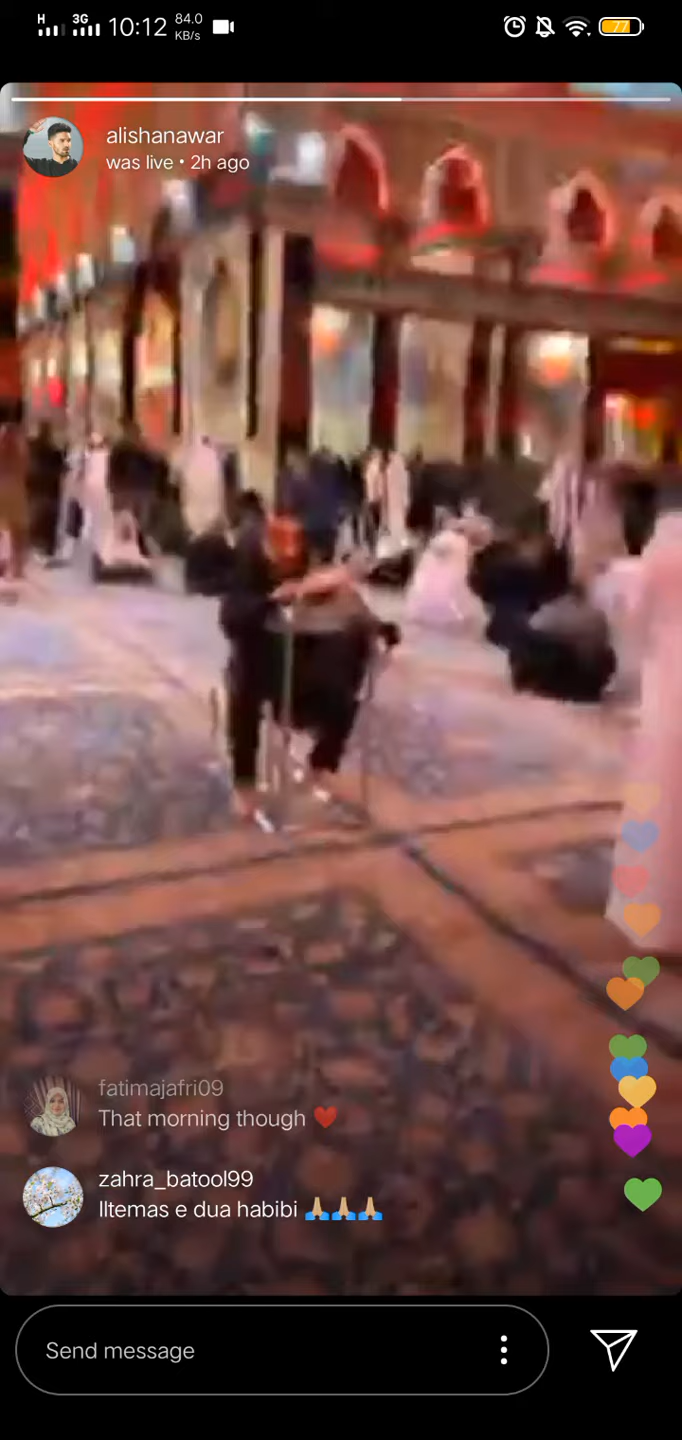 H 3G 10:12 84.0 KB/s 77
alishanawar
was live • 2h ago
fatimajafri09
That morning though ❤️
zahra_batool99
Iltemas e dua habibi 🙏🏼🙏🏼🙏🏼
Send message